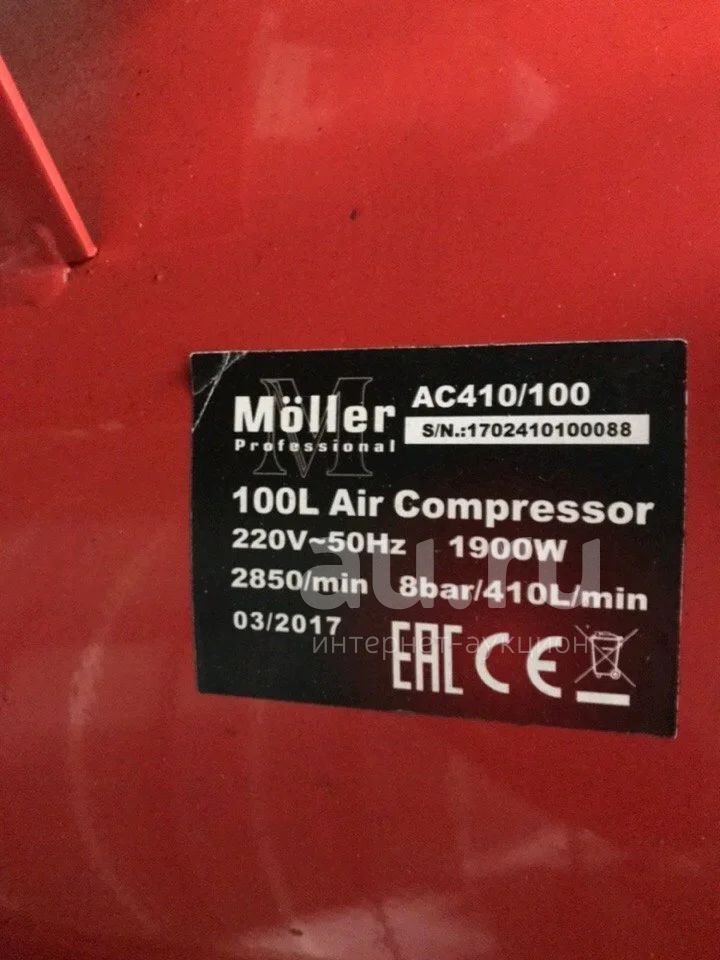 Möller
Professional
AC410/100
S/N.:1702410100088
100L Air Compressor
220V~50Hz 1900W
2850/min 8bar/410L/min
03/2017
EAC CE
au.ru
интернет-аукцион